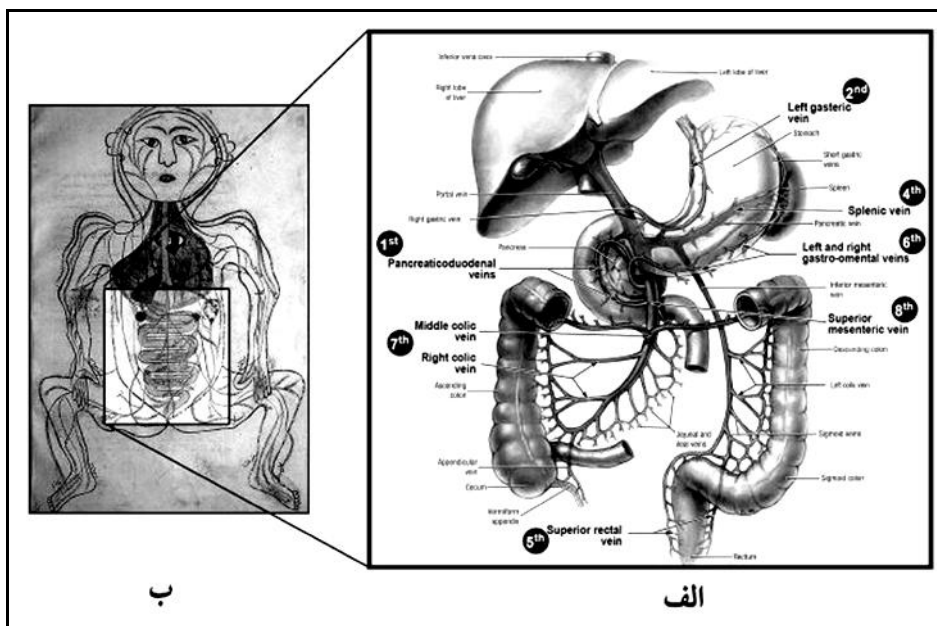 Inferior vena cava
Left lobe of liver
Right lobe
of liver
2nd
Left gasteric
vein
Stomach
Short gastric
veins
Spleen
4th
Splenic vein
Portal vein
Right gastric vein
Pancreatic vein
1st
Pancreas
Pancreaticoduodenal
veins
Left and right
gastro-omental veins
6th
Inferior mesenteric
vein
8th
Superior
mesenteric vein
Middle colic
vein
7th
Right colic
vein
Descending colon
Ascending
colon
Left colic vein
Jejunal and
ileal veins
Sigmoid veins
Appendicular
vein
Cecum
Sigmoid colon
Vermiform
appendix
5th
Superior rectal
vein
Rectum
ب
الف